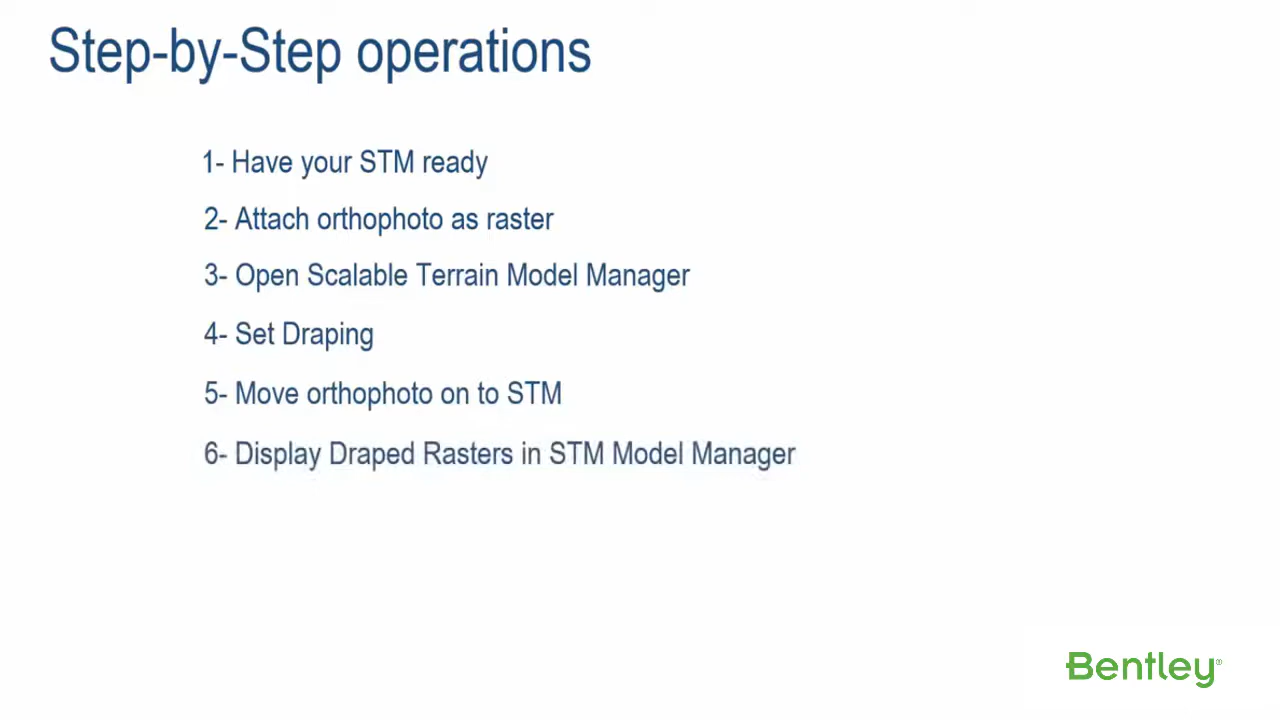 Step-by-Step operations
1- Have your STM ready
2- Attach orthophoto as raster
3- Open Scalable Terrain Model Manager
4- Set Draping
5- Move orthophoto on to STM
6- Display Draped Rasters in STM Model Manager
Bentley®